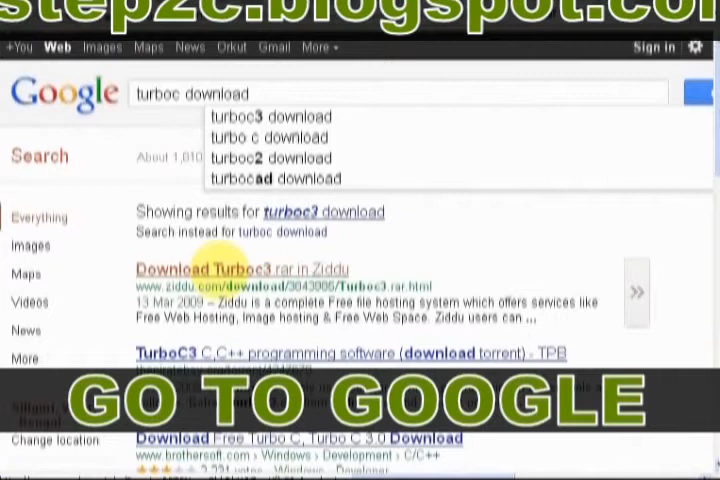 step2c.blogspot.co
+You Web Images Maps News Orkut Gmail More Sign in
Google turboc download
turboc3 download
turbo c download
turboc2 download
turbocad download
Search About 1,010
Everything
Images
Maps
Videos
News
More
Change location
Showing results for turboc3 download
Search instead for turboc download
Download Turboc3.rar in Ziddu
www.ziddu.com/download/3843985/Turboc3.rar.html
13 Mar 2009 – Ziddu is a complete Free file hosting system which offers services like
Free Web Hosting, Image hosting & Free Web Space. Ziddu users can ...
»
TurboC3 C,C++ programming software (download torrent) - TPB
GO TO GOOGLE
Download Free Turbo C, Turbo C 3.0 Download
www.brothersoft.com › Windows › Development › C/C++